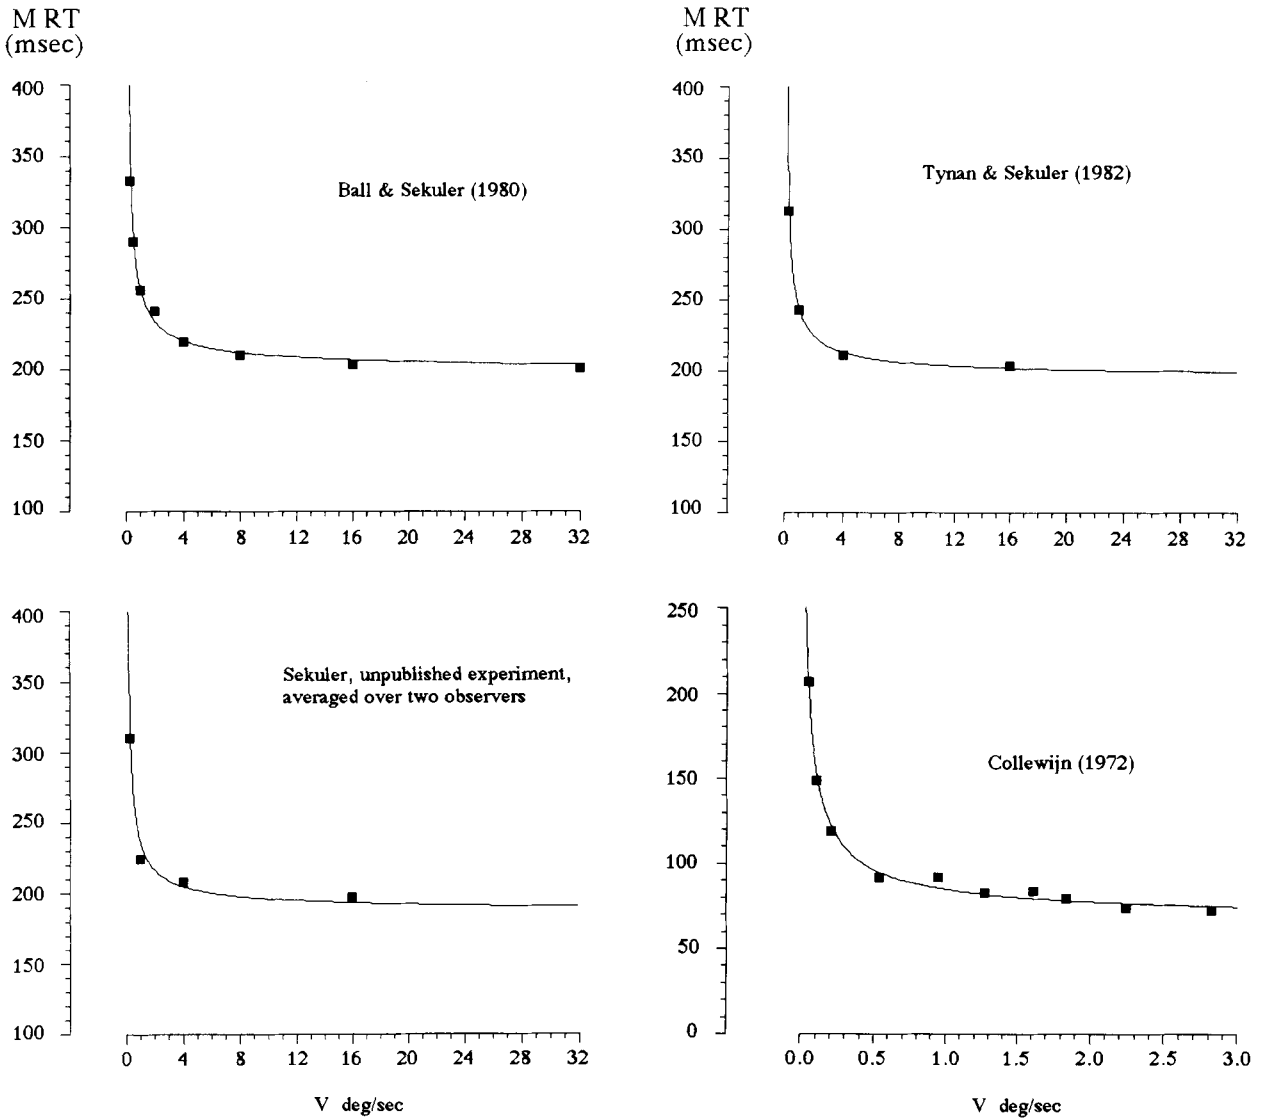 M RT
(msec)
400
350
300
250
200
150
100
Ball & Sekuler (1980)
0 4 8 12 16 20 24 28 32
M RT
(msec)
400
350
300
250
200
150
100
Tynan & Sekuler (1982)
0 4 8 12 16 20 24 28 32
400
350
300
250
200
150
100
Sekuler, unpublished experiment,
averaged over two observers
0 4 8 12 16 20 24 28 32
V deg/sec
250
200
150
100
50
0
Collewijn (1972)
0.0 0.5 1.0 1.5 2.0 2.5 3.0
V deg/sec